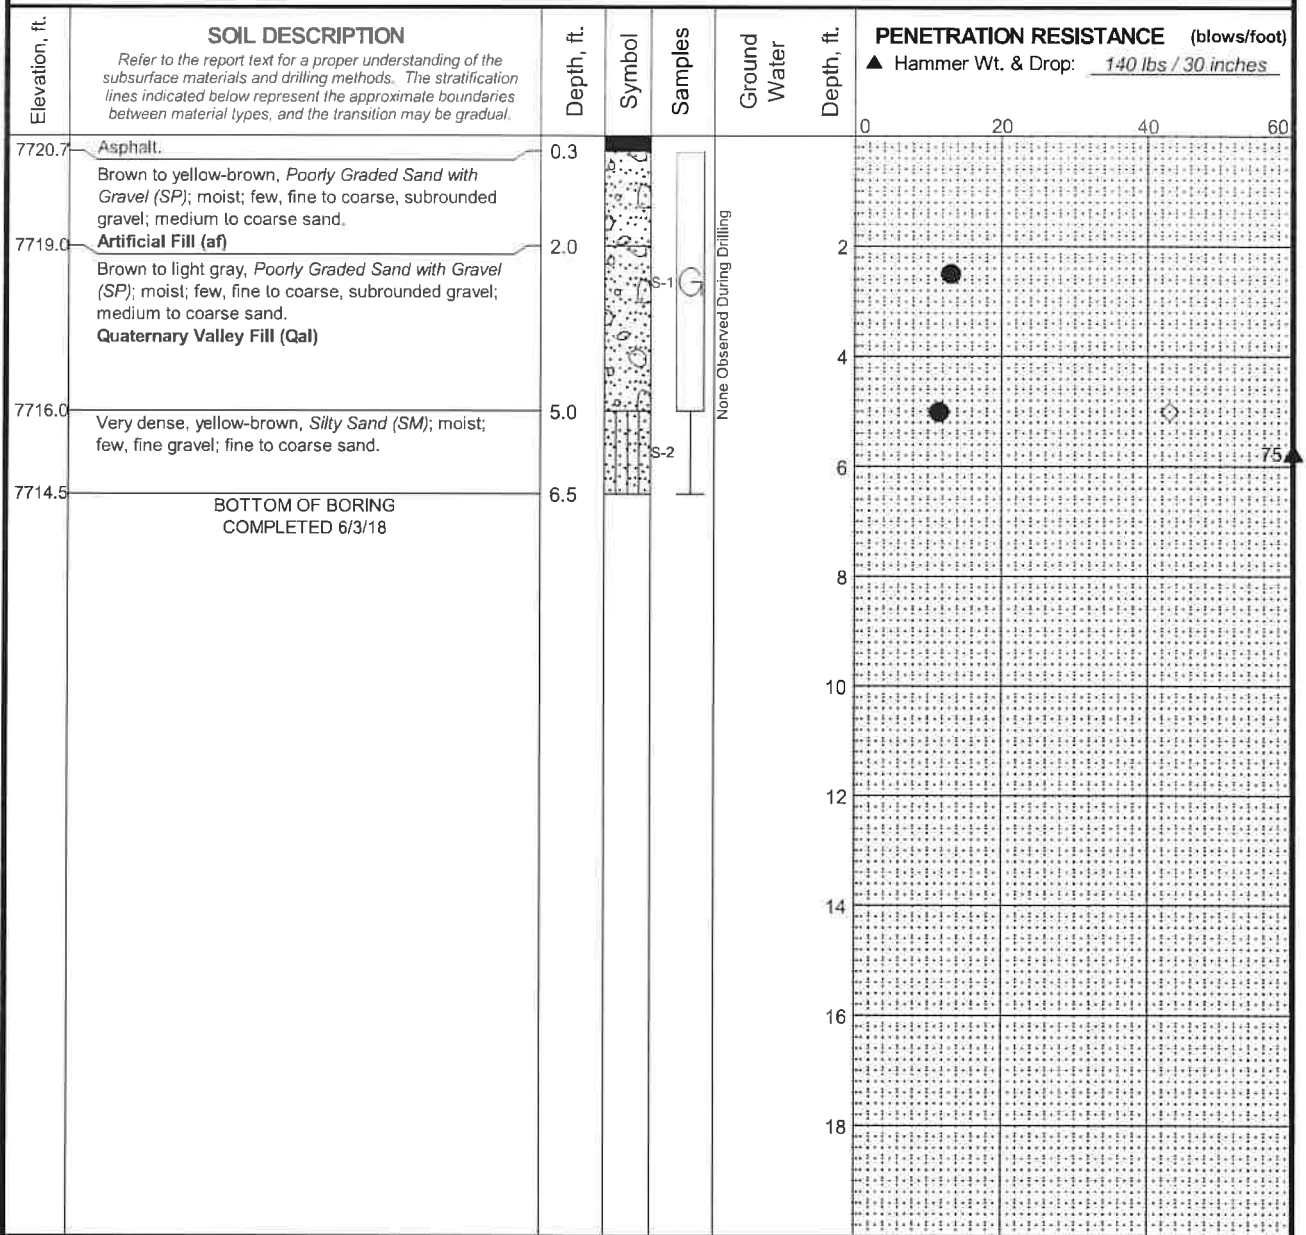 Elevation, ft.
SOIL DESCRIPTION
Refer to the report text for a proper understanding of the
subsurface materials and drilling methods. The stratification
lines indicated below represent the approximate boundaries
between material types, and the transition may be gradual.
Depth, ft.
Symbol
Samples
Ground
Water
Depth, ft.
PENETRATION RESISTANCE (blows/foot)
▲ Hammer Wt. & Drop: 140 lbs / 30 inches
0 20 40 60
7720.7 Asphalt. 0.3
Brown to yellow-brown, Poorly Graded Sand with
Gravel (SP); moist; few, fine to coarse, subrounded
gravel; medium to coarse sand.
7719.0 Artificial Fill (af) 2.0
Brown to light gray, Poorly Graded Sand with Gravel
(SP); moist; few, fine to coarse, subrounded gravel;
medium to coarse sand.
Quaternary Valley Fill (Qal)
S-1 G
None Observed During Drilling
7716.0 5.0
Very dense, yellow-brown, Silty Sand (SM); moist;
few, fine gravel; fine to coarse sand.
S-2
7714.5 6.5
BOTTOM OF BORING
COMPLETED 6/3/18
2
4
75
6
8
10
12
14
16
18